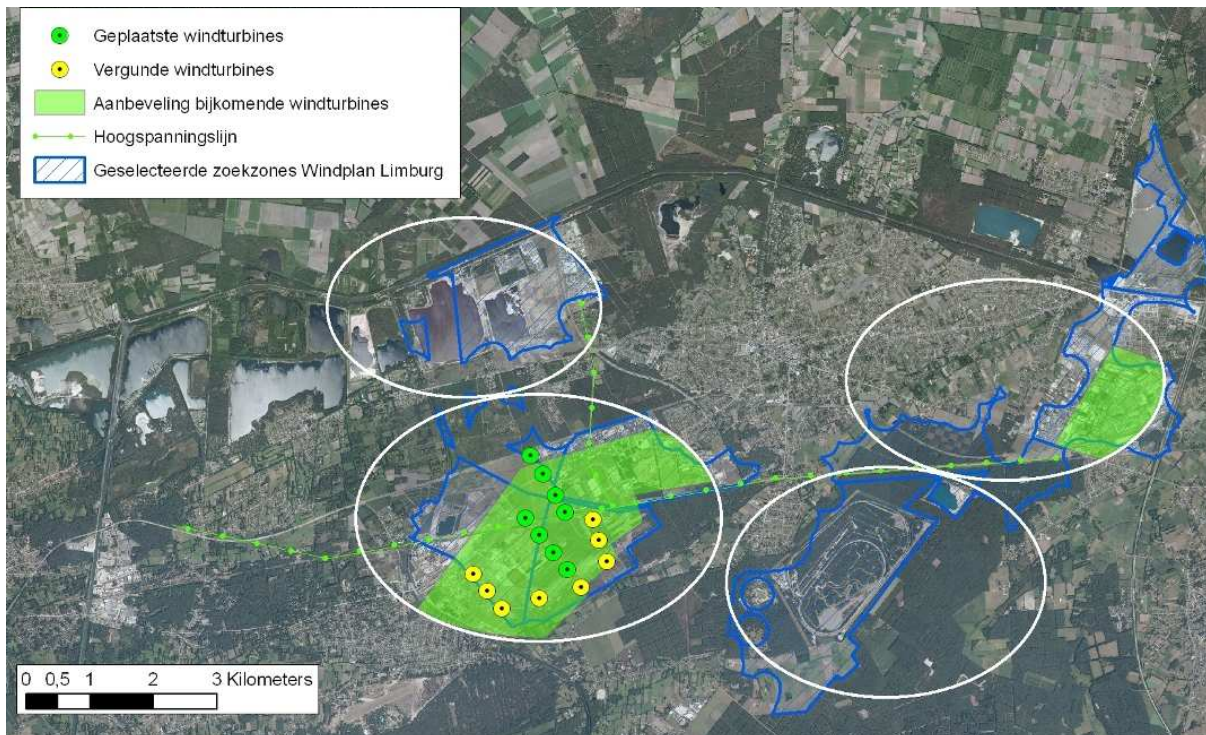 Geplaatste windturbines
Vergunde windturbines
Aanbeveling bijkomende windturbines
Hoogspanningslijn
Geselecteerde zoekzones Windplan Limburg
0 0,5 1 2 3 Kilometers